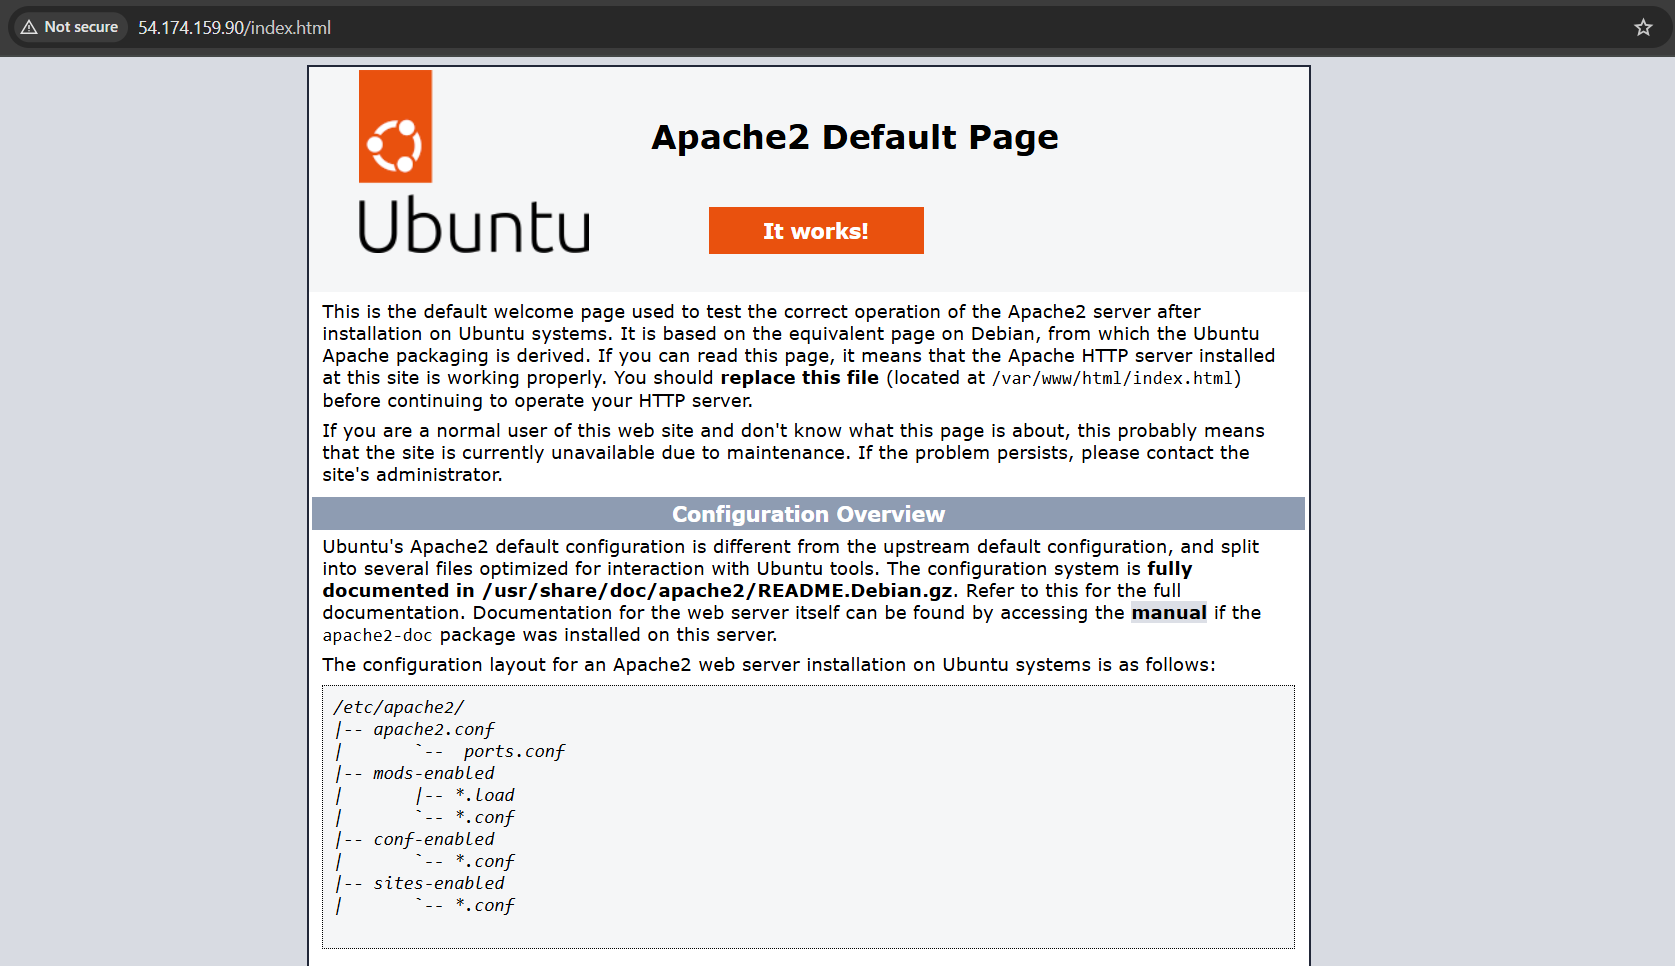 Not secure 54.174.159.90/index.html
Apache2 Default Page
Ubuntu
It works!
This is the default welcome page used to test the correct operation of the Apache2 server after
installation on Ubuntu systems. It is based on the equivalent page on Debian, from which the Ubuntu
Apache packaging is derived. If you can read this page, it means that the Apache HTTP server installed
at this site is working properly. You should replace this file (located at /var/www/html/index.html)
before continuing to operate your HTTP server.
If you are a normal user of this web site and don't know what this page is about, this probably means
that the site is currently unavailable due to maintenance. If the problem persists, please contact the
site's administrator.
Configuration Overview
Ubuntu's Apache2 default configuration is different from the upstream default configuration, and split
into several files optimized for interaction with Ubuntu tools. The configuration system is fully
documented in /usr/share/doc/apache2/README.Debian.gz. Refer to this for the full
documentation. Documentation for the web server itself can be found by accessing the manual if the
apache2-doc package was installed on this server.
The configuration layout for an Apache2 web server installation on Ubuntu systems is as follows:
/etc/apache2/
|-- apache2.conf
|       `--  ports.conf
|-- mods-enabled
|       |-- *.load
|       `-- *.conf
|-- conf-enabled
|       `-- *.conf
|-- sites-enabled
|       `-- *.conf